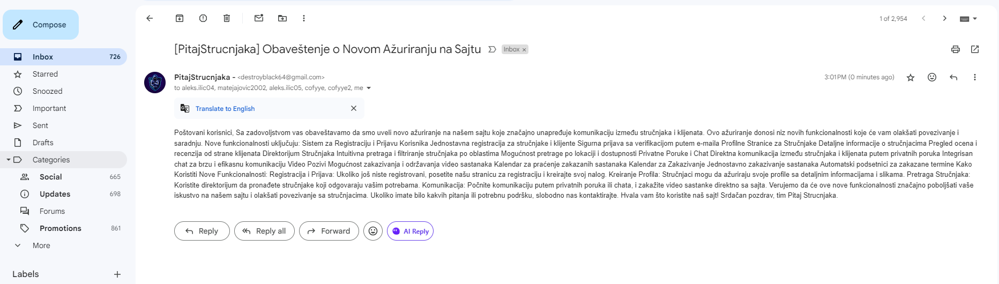 Compose
1 of 2,954
[PitajStrucnjaka] Obaveštenje o Novom Ažuriranju na Sajtu
Inbox ×
Inbox 726
Starred
Snoozed
Important
Sent
Drafts
Categories
Social 665
Updates 698
Forums
Promotions 861
More
Labels
PitajStrucnjaka - <destroyblack64@gmail.com>
3:01 PM (0 minutes ago)
to aleks.ilic04, matejajovic2002, aleks.ilic05, cofyye, cofyye2, me
Translate to English
Poštovani korisnici, Sa zadovoljstvom vas obaveštavamo da smo uveli novo ažuriranje na našem sajtu koje značajno unapređuje komunikaciju između stručnjaka i klijenata. Ovo ažuriranje donosi niz novih funkcionalnosti koje će vam olakšati povezivanje i
saradnju. Nove funkcionalnosti uključuju: Sistem za Registraciju i Prijavu Korisnika Jednostavna registracija za stručnjake i klijente Sigurna prijava sa verifikacijom putem e-maila Profilne Stranice za Stručnjake Detaljne informacije o stručnjacima Pregled ocena i
recenzija od strane klijenata Direktorijum Stručnjaka Intuitivna pretraga i filtriranje stručnjaka po oblastima Mogućnost pretrage po lokaciji i dostupnosti Privatne Poruke i Chat Direktna komunikacija između stručnjaka i klijenata putem privatnih poruka Integrisan
chat za brzu i efikasnu komunikaciju Video Pozivi Mogućnost zakazivanja i održavanja video sastanaka Kalendar za praćenje zakazanih sastanaka Kalendar za Zakazivanje Jednostavno zakazivanje sastanaka Automatski podsetnici za zakazane termine Kako
Koristiti Nove Funkcionalnosti: Registracija i Prijava: Ukoliko još niste registrovani, posetite našu stranicu za registraciju i kreirajte svoj nalog. Kreiranje Profila: Stručnjaci mogu da ažuriraju svoje profile sa detaljnim informacijama i slikama. Pretraga Stručnjaka:
Koristite direktorijum da pronađete stručnjake koji odgovaraju vašim potrebama. Komunikacija: Počnite komunikaciju putem privatnih poruka ili chata, i zakažite video sastanke direktno sa sajta. Verujemo da će ove nove funkcionalnosti značajno poboljšati vaše
iskustvo na našem sajtu i olakšati povezivanje sa stručnjacima. Ukoliko imate bilo kakvih pitanja ili potrebnu podršku, slobodno nas kontaktirajte. Hvala vam što koristite naš sajt! Srdačan pozdrav, tim Pitaj Strucnjaka.
Reply
Reply all
Forward
AI Reply